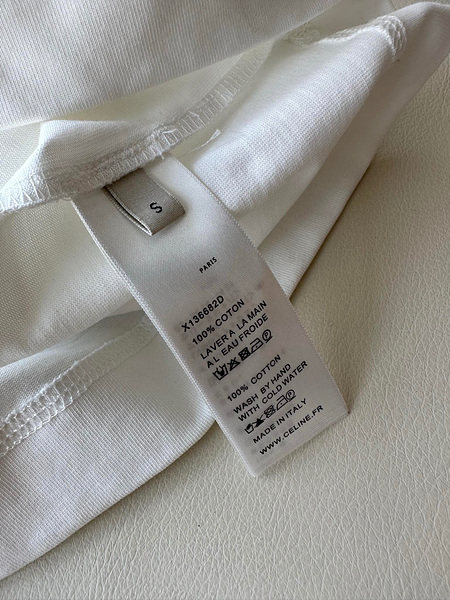 S
PARIS
X136682D
100% COTON
LAVER A LA MAIN
A L EAU FROIDE
100% COTTON
WASH BY HAND
WITH COLD WATER
MADE IN ITALY
WWW.CELINE.FR